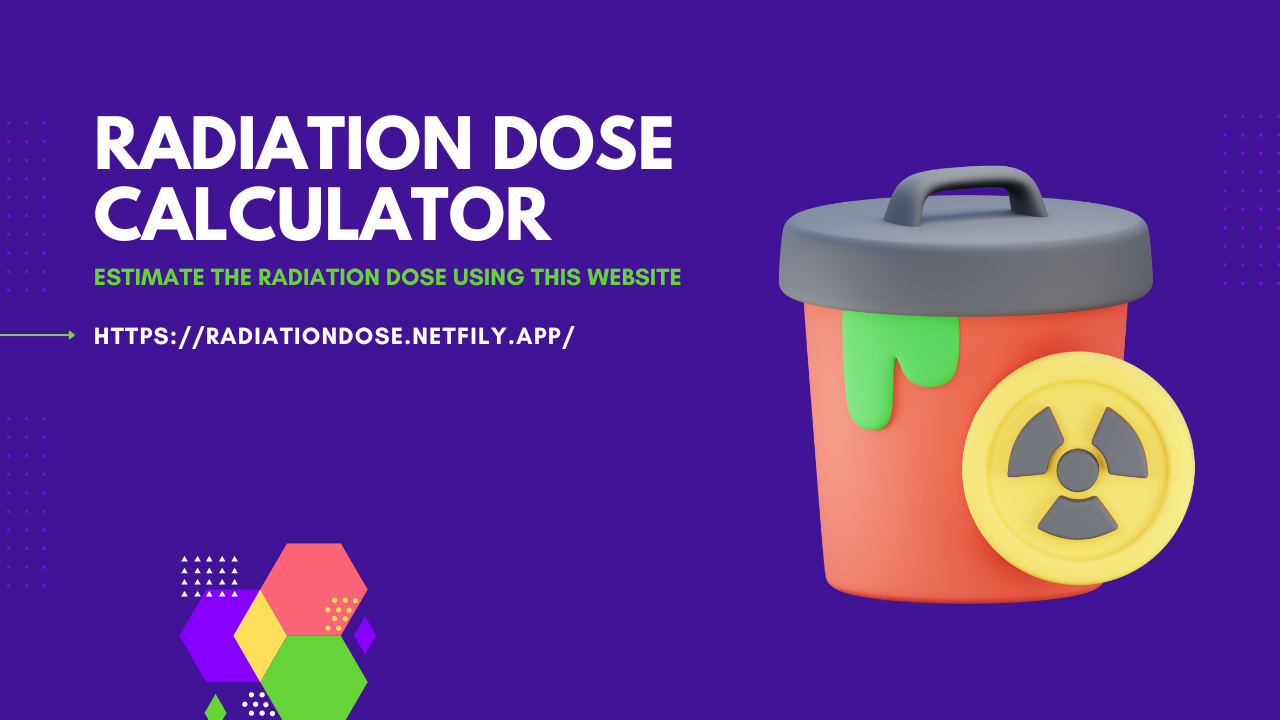 RADIATION DOSE
CALCULATOR
ESTIMATE THE RADIATION DOSE USING THIS WEBSITE
HTTPS://RADIATIONDOSE.NETFILY.APP/